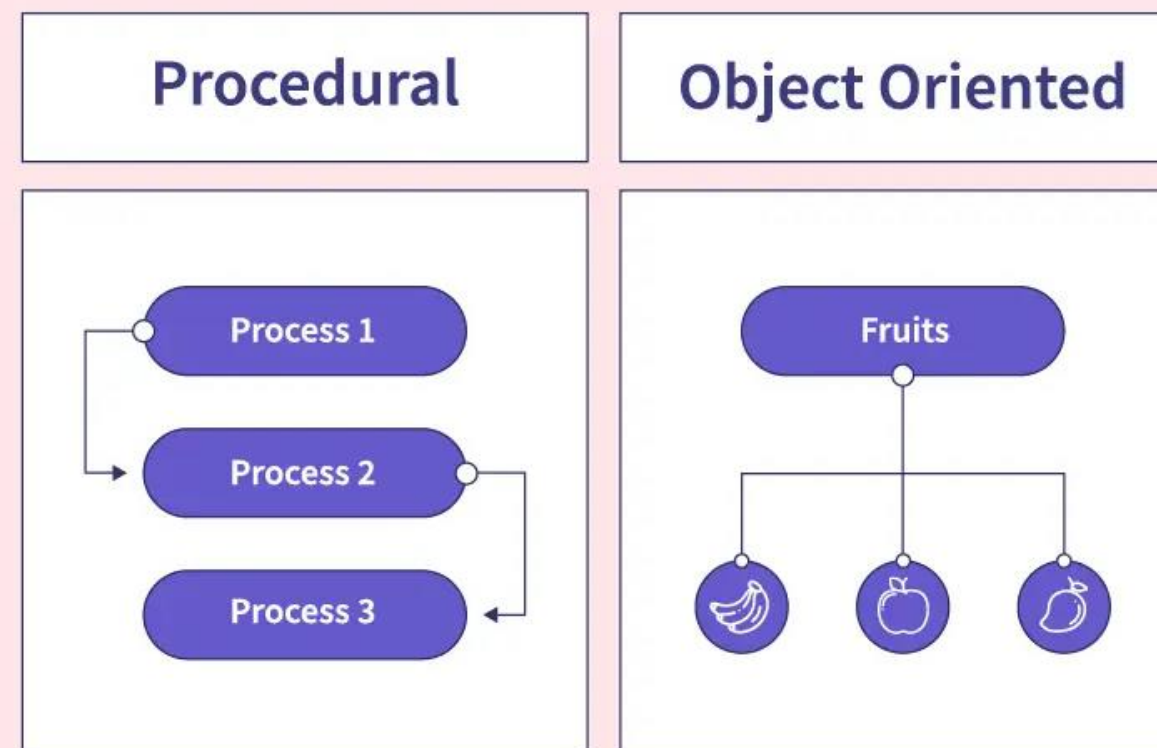 Procedural
Object Oriented
Process 1
Process 2
Process 3
Fruits